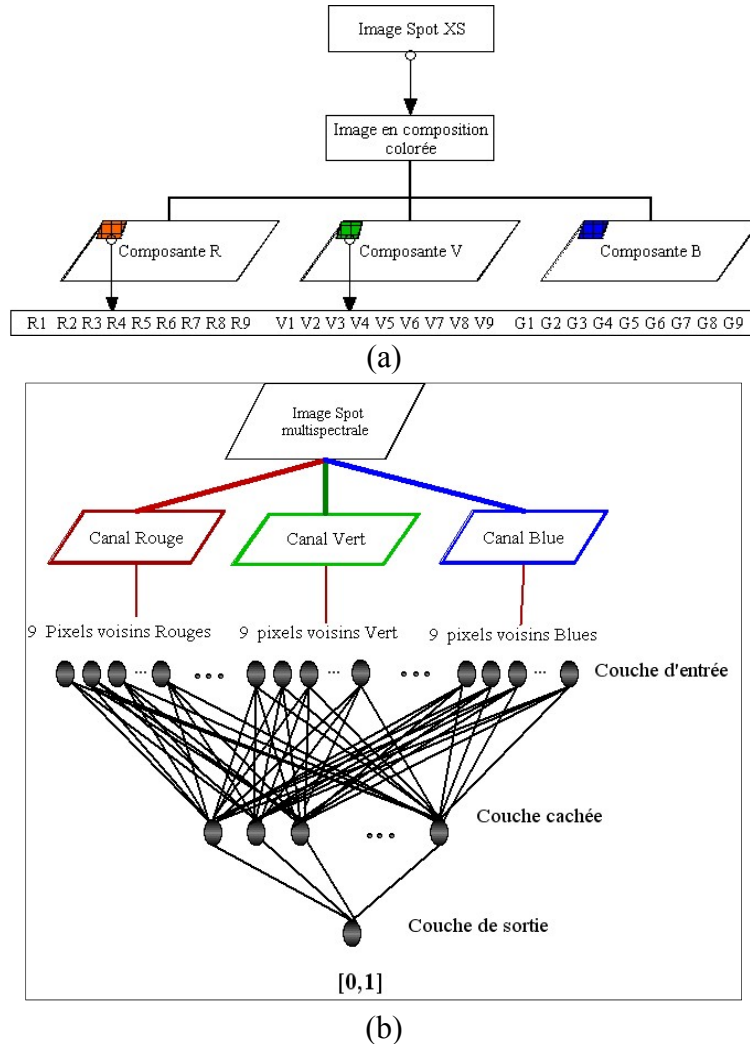 Image Spot XS
Image en composition
colorée
Composante R
Composante V
Composante B
R1 R2 R3 R4 R5 R6 R7 R8 R9 V1 V2 V3 V4 V5 V6 V7 V8 V9 G1 G2 G3 G4 G5 G6 G7 G8 G9
(a)
Image Spot
multispectrale
Canal Rouge
Canal Vert
Canal Blue
9 Pixels voisins Rouges
9 pixels voisins Vert
9 pixels voisins Blues
Couche d'entrée
Couche cachée
Couche de sortie
[0,1]
(b)